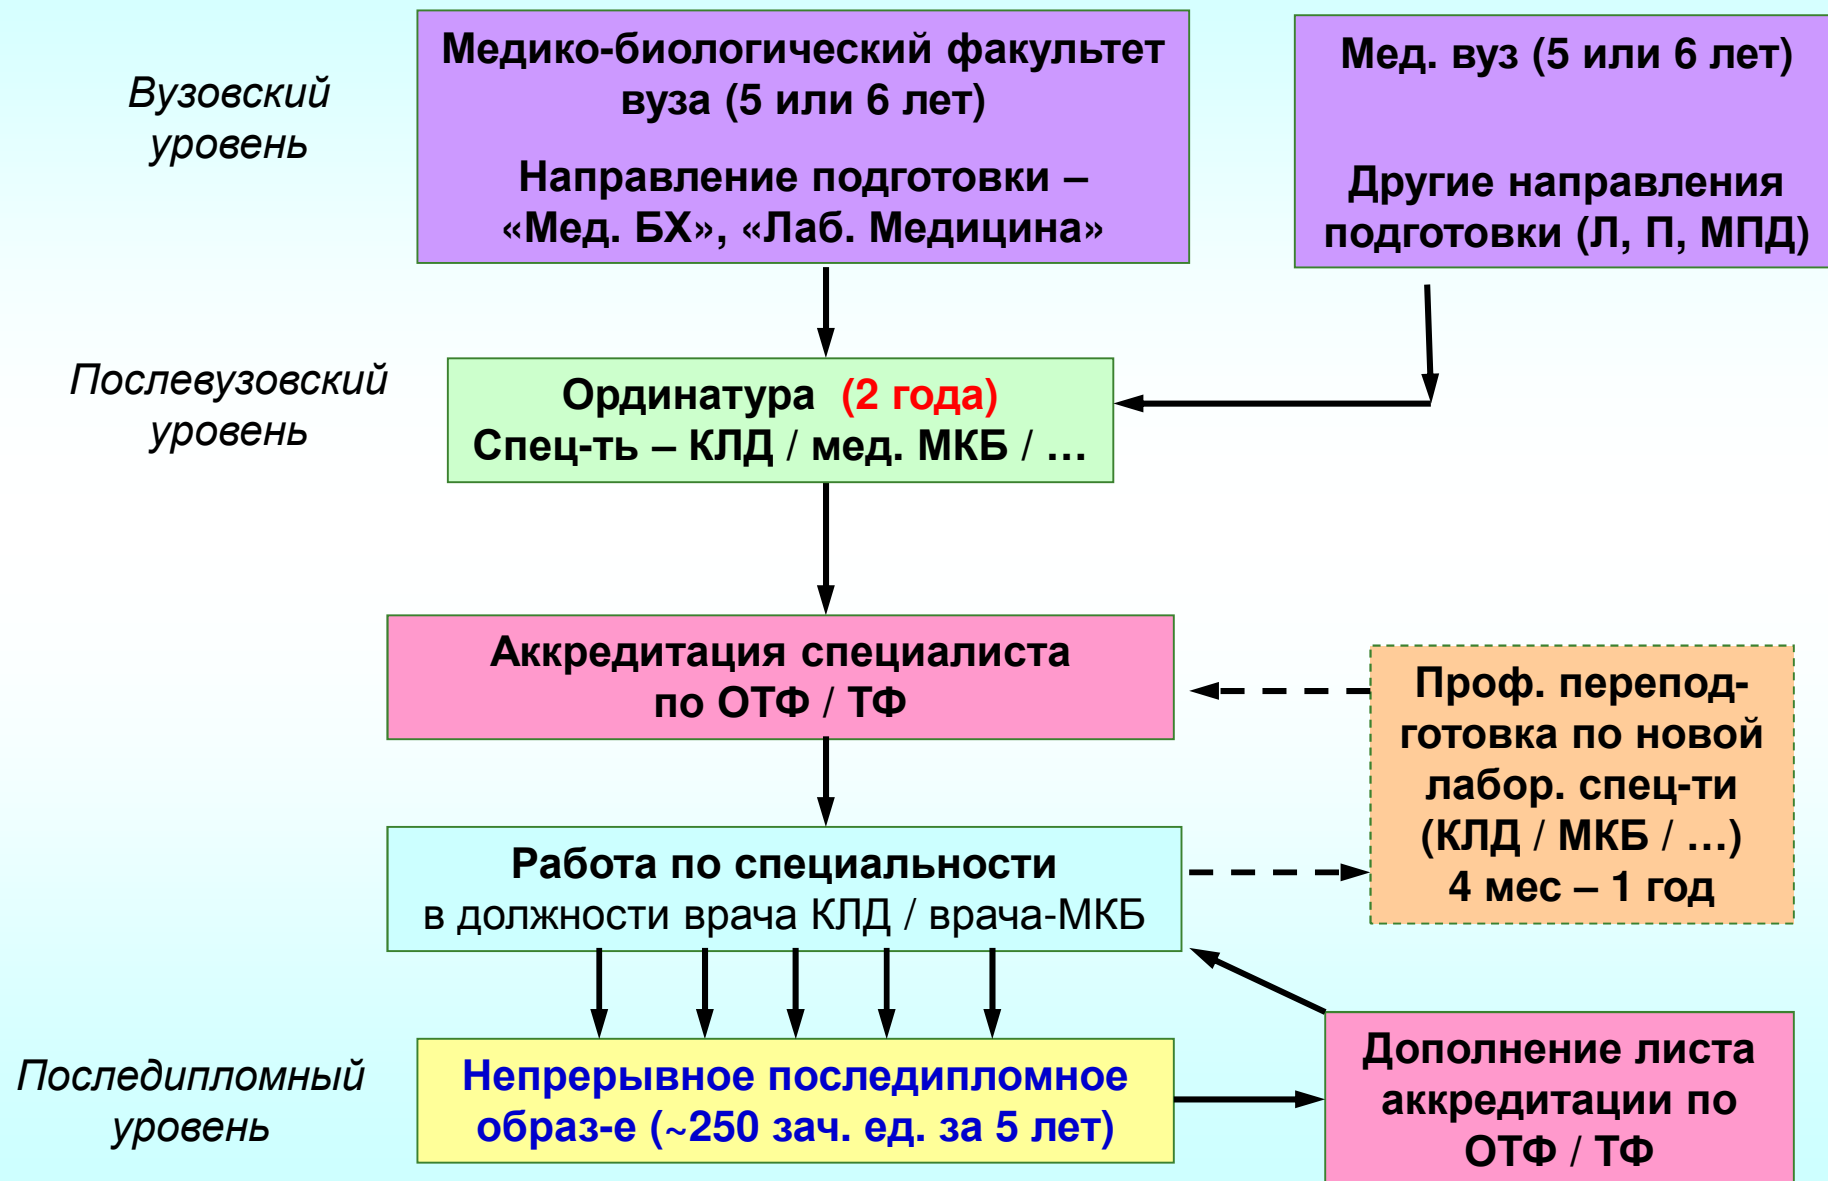 Вузовский
уровень
Медико-биологический факультет
вуза (5 или 6 лет)
Направление подготовки –
«Мед. БХ», «Лаб. Медицина»
Мед. вуз (5 или 6 лет)
Другие направления
подготовки (Л, П, МПД)
Послевузовский
уровень
Ординатура (2 года)
Спец-ть – КЛД / мед. МКБ / …
Аккредитация специалиста
по ОТФ / ТФ
Проф. перепод-
готовка по новой
лабор. спец-ти
(КЛД / МКБ / …)
4 мес – 1 год
Работа по специальности
в должности врача КЛД / врача-МКБ
Последипломный
уровень
Непрерывное последипломное
образ-е (~250 зач. ед. за 5 лет)
Дополнение листа
аккредитации по
ОТФ / ТФ